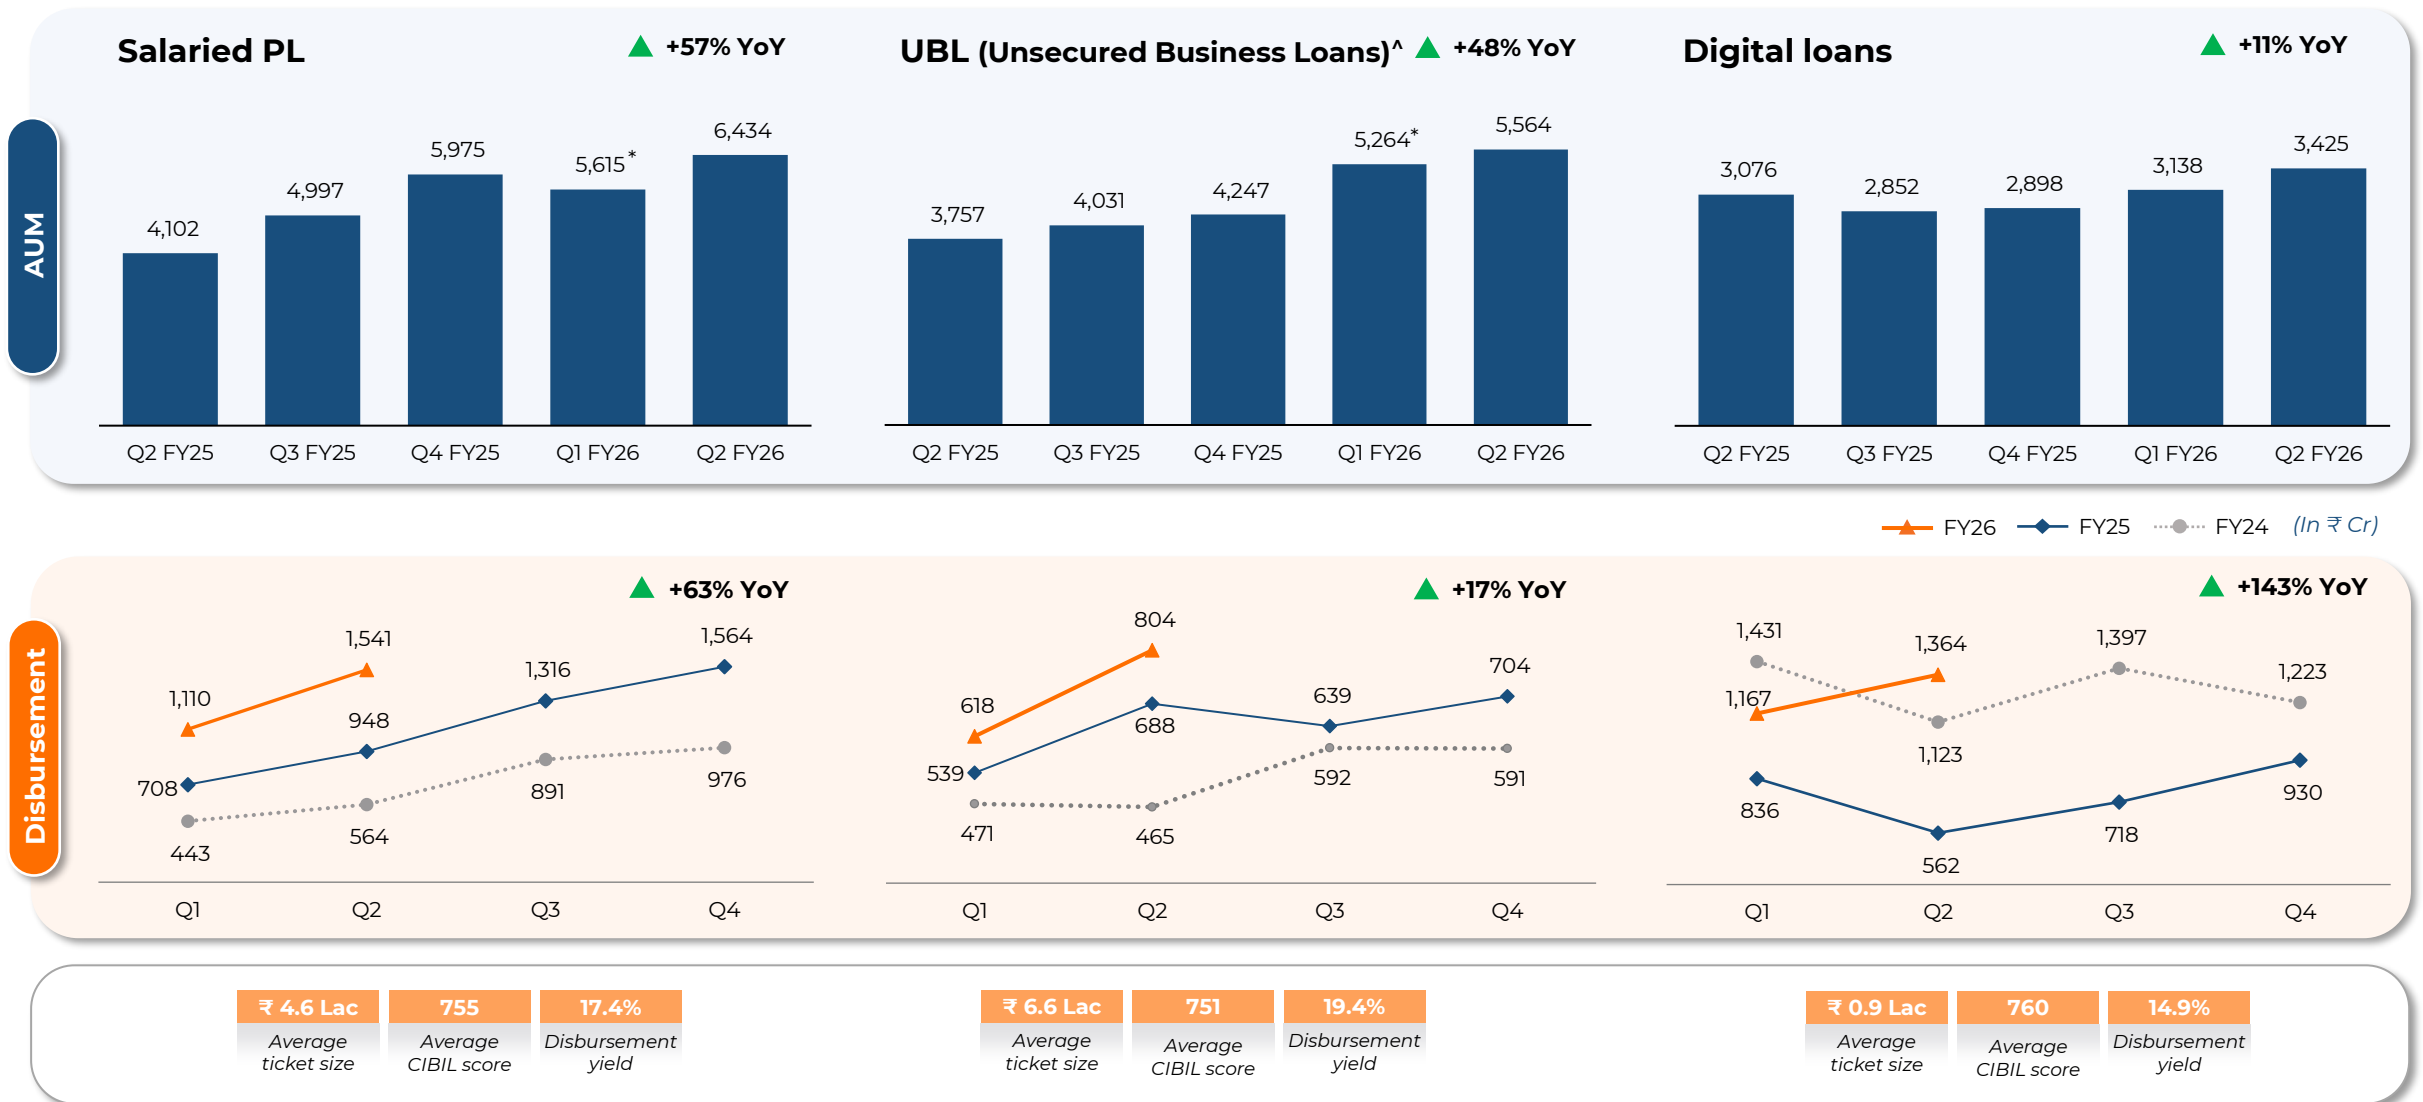 Salaried PL
+57% YoY
UBL (Unsecured Business Loans)^
+48% YoY
Digital loans
+11% YoY
AUM
4,102
4,997
5,975
5,615*
6,434
Q2 FY25
Q3 FY25
Q4 FY25
Q1 FY26
Q2 FY26
3,757
4,031
4,247
5,264*
5,564
Q2 FY25
Q3 FY25
Q4 FY25
Q1 FY26
Q2 FY26
3,076
2,852
2,898
3,138
3,425
Q2 FY25
Q3 FY25
Q4 FY25
Q1 FY26
Q2 FY26
FY26
FY25
FY24
(In ₹ Cr)
Disbursement
+63% YoY
1,110
1,541
708
948
1,316
1,564
443
564
891
976
Q1
Q2
Q3
Q4
+17% YoY
618
804
539
688
639
704
471
465
592
591
Q1
Q2
Q3
Q4
+143% YoY
1,431
1,364
1,397
1,223
1,167
1,123
836
562
718
930
Q1
Q2
Q3
Q4
₹ 4.6 Lac
Average
ticket size
755
Average
CIBIL score
17.4%
Disbursement
yield
₹ 6.6 Lac
Average
ticket size
751
Average
CIBIL score
19.4%
Disbursement
yield
₹ 0.9 Lac
Average
ticket size
760
Average
CIBIL score
14.9%
Disbursement
yield